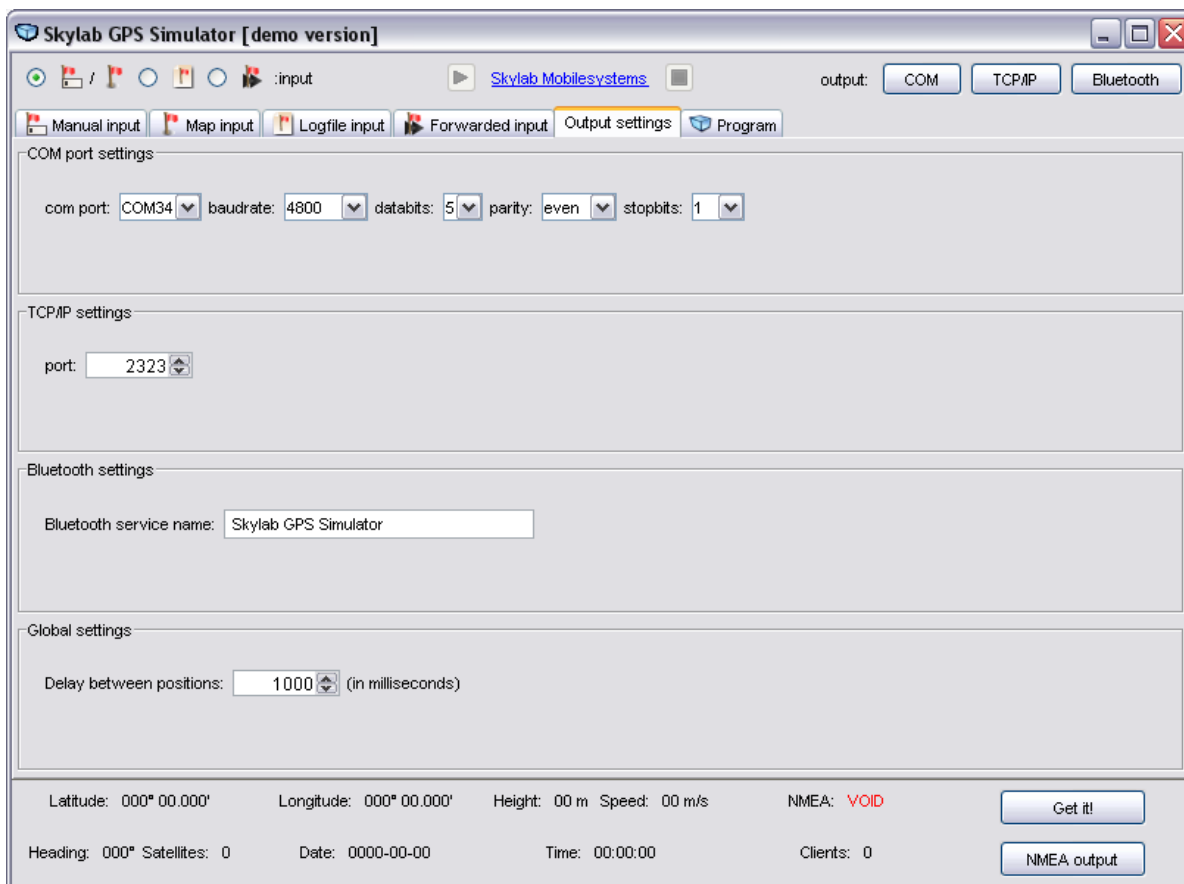 Skylab GPS Simulator [demo version]
/ :input Skylab Mobilesystems output: COM TCP/IP Bluetooth
Manual input Map input Logfile input Forwarded input Output settings Program
COM port settings
com port: COM34 baudrate: 4800 databits: 5 parity: even stopbits: 1
TCP/IP settings
port: 2323
Bluetooth settings
Bluetooth service name: Skylab GPS Simulator
Global settings
Delay between positions: 1000 (in milliseconds)
Latitude: 000° 00.000' Longitude: 000° 00.000' Height: 00 m Speed: 00 m/s NMEA: VOID Get it!
Heading: 000° Satellites: 0 Date: 0000-00-00 Time: 00:00:00 Clients: 0 NMEA output